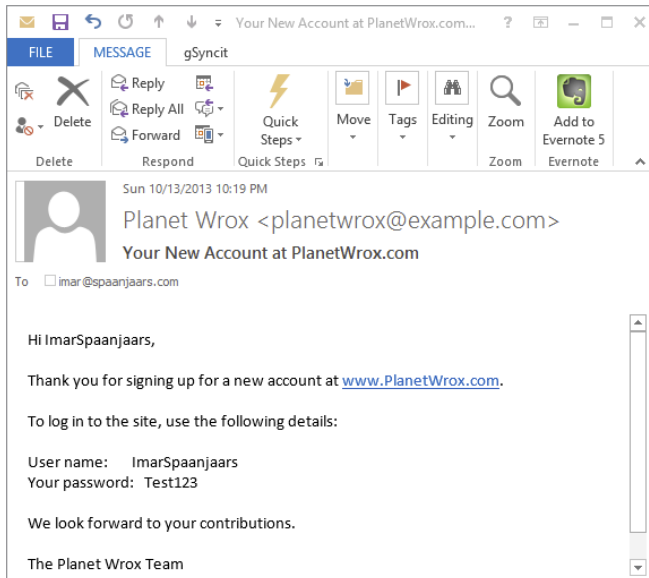 Your New Account at PlanetWrox.com... ?
FILE MESSAGE gSyncit
Delete
Reply
Reply All
Forward
Quick Steps
Move
Tags
Editing
Zoom
Add to Evernote 5
Delete Respond Quick Steps Zoom Evernote
Sun 10/13/2013 10:19 PM
Planet Wrox <planetwrox@example.com>
Your New Account at PlanetWrox.com
To imar@spaanjaars.com
Hi ImarSpaanjaars,
Thank you for signing up for a new account at www.PlanetWrox.com.
To log in to the site, use the following details:
User name: ImarSpaanjaars
Your password: Test123
We look forward to your contributions.
The Planet Wrox Team